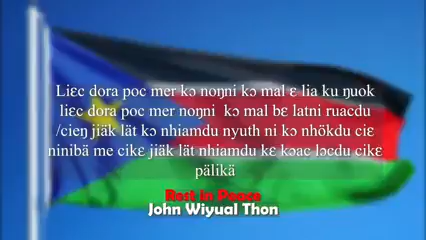 Liɛc dora poc mer kɔ noŋni kɔ mal ɛ lia ku ŋuok
liɛc dora poc mer noŋni kɔ mal bɛ latni ruacdu
/cieŋ jiäk lät kɔ nhiamdu nyuth ni kɔ nhökdu ciɛ
ninibä me cikɛ jiäk lät nhiamdu kɛ kɔac lɔcdu cikɛ
pälikä
Rest In Peace
John Wiyual Thon